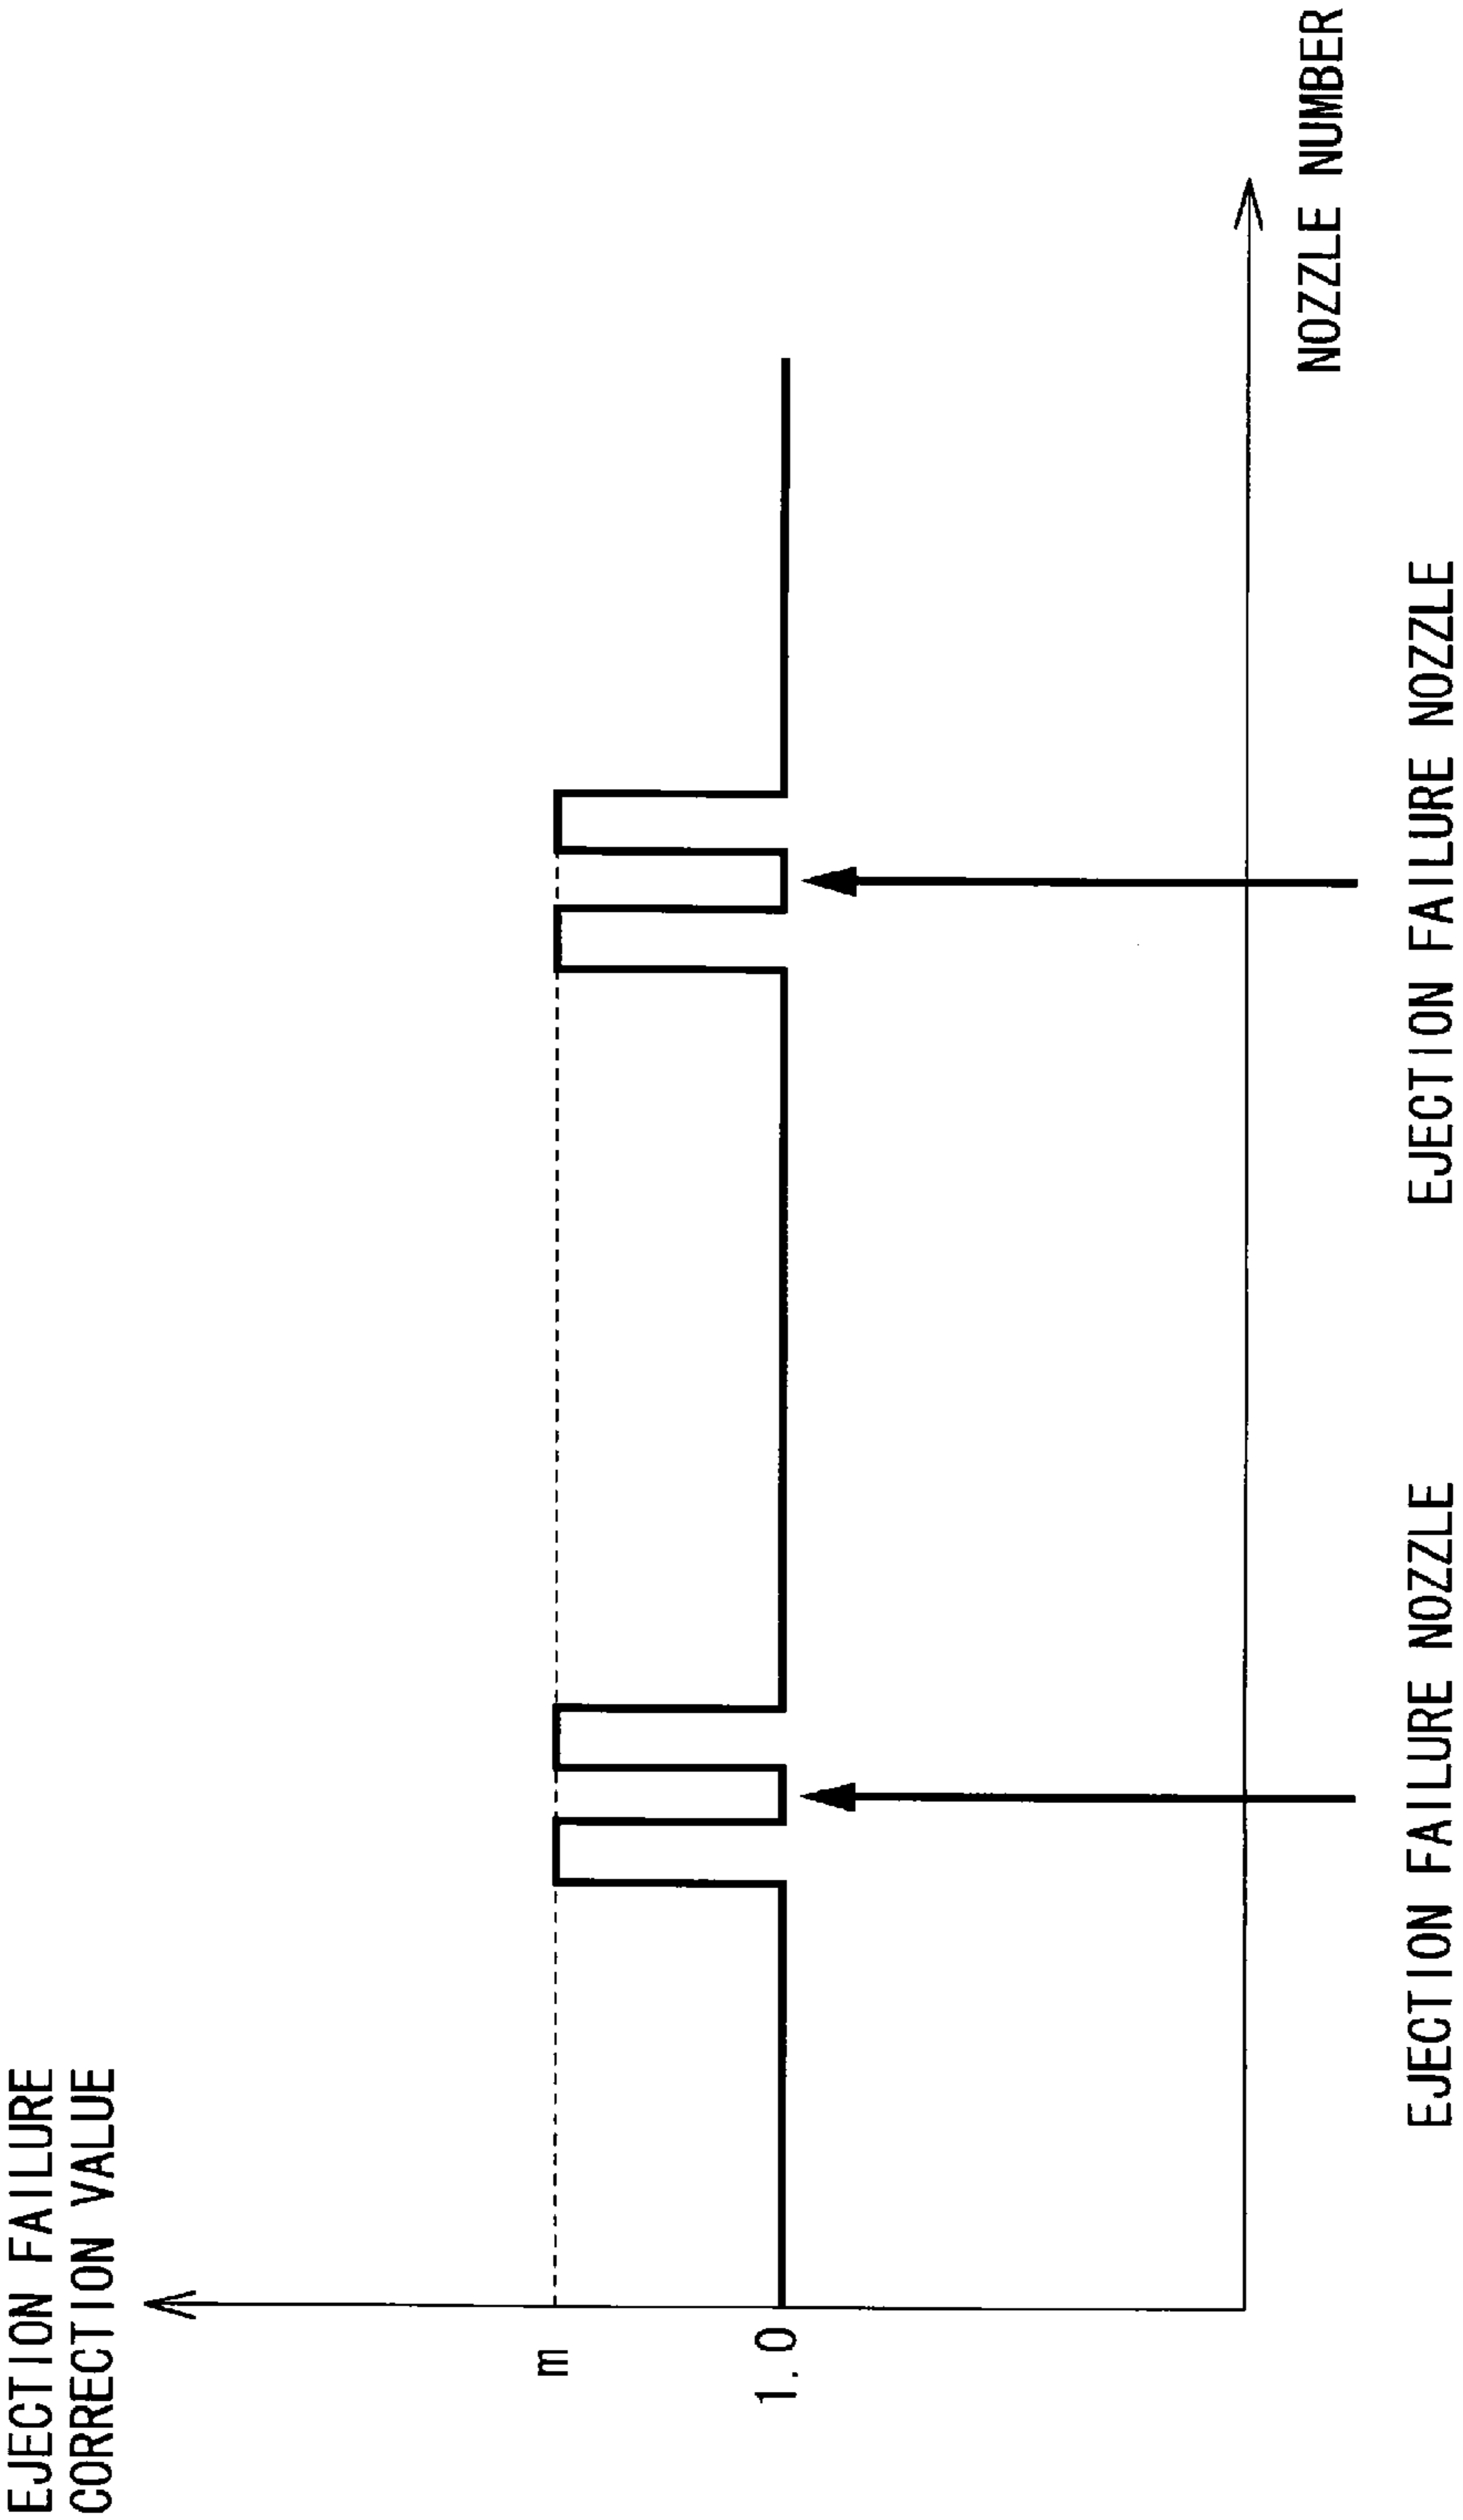 EJECTION FAILURE
CORRECTION VALUE
m
1.0
NOZZLE NUMBER
EJECTION FAILURE NOZZLE
EJECTION FAILURE NOZZLE